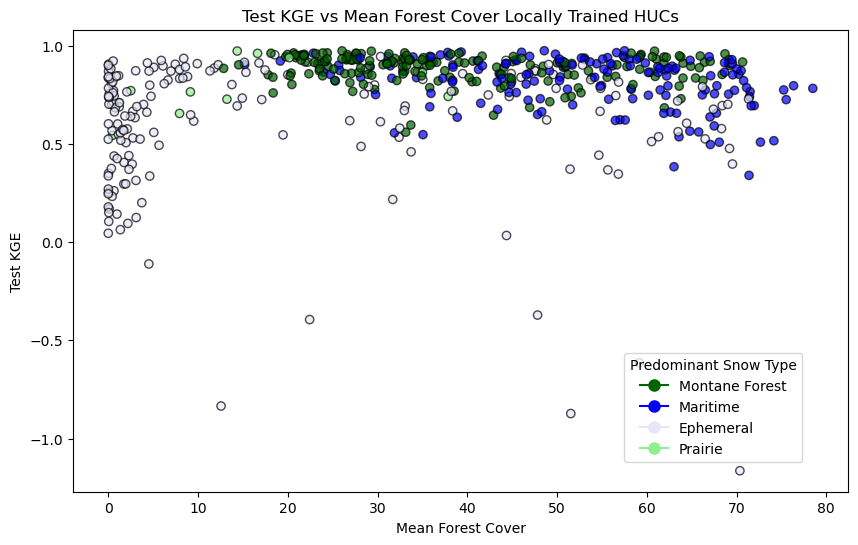 Test KGE vs Mean Forest Cover Locally Trained HUCs
1.0
0.5
0.0
−0.5
−1.0
Test KGE
Predominant Snow Type
Montane Forest
Maritime
Ephemeral
Prairie
0 10 20 30 40 50 60 70 80
Mean Forest Cover